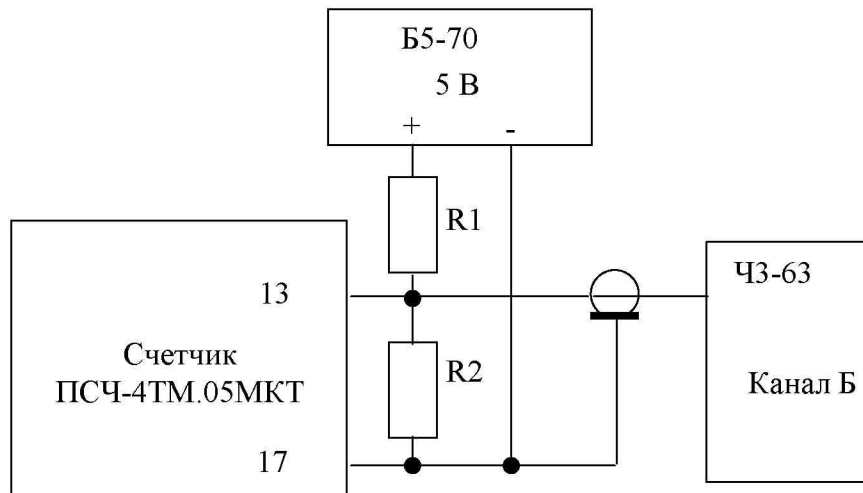 Б5-70
5 В
+ -
R1
13
Ч3-63
Счетчик
ПСЧ-4ТМ.05МКТ
R2
Канал Б
17